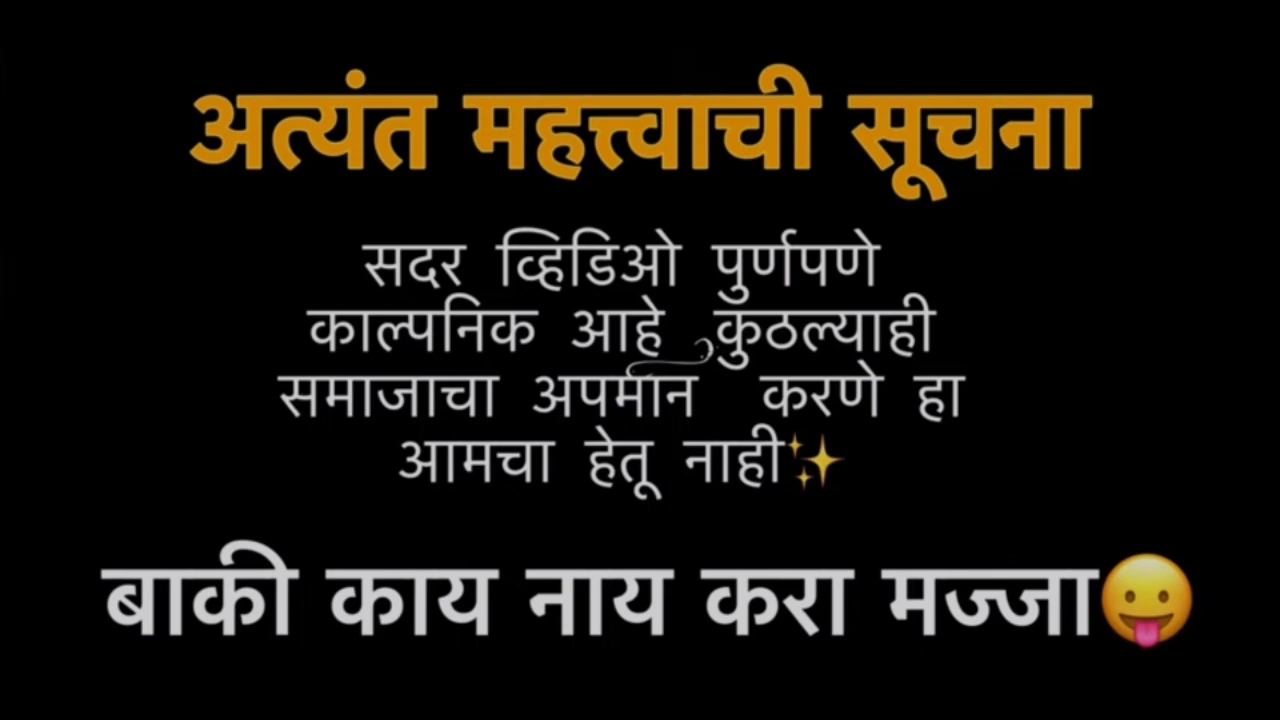 अत्यंत महत्त्वाची सूचना
सदर व्हिडिओ पुर्णपणे
काल्पनिक आहे कुठल्याही
समाजाचा अपमान करणे हा
आमचा हेतू नाही✨
बाकी काय नाय करा मज्जा😛